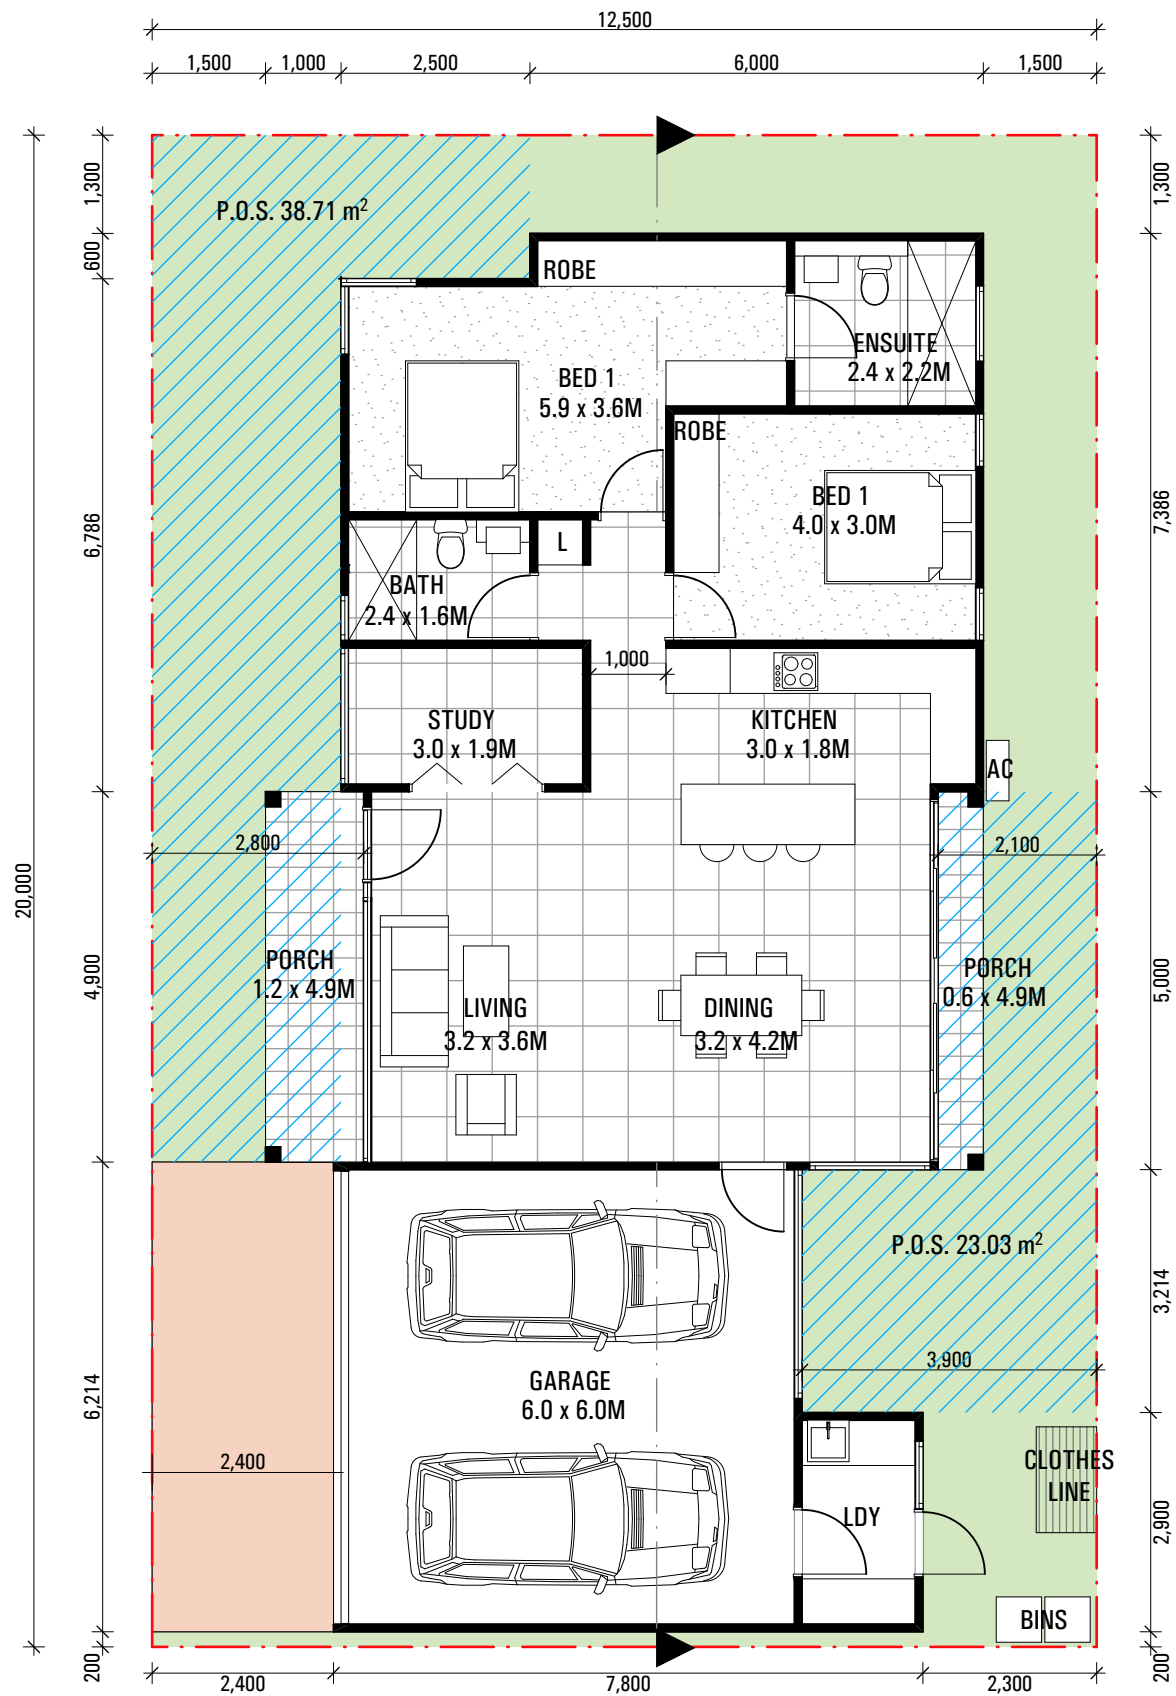 12,500
1,500
1,000
2,500
6,000
1,500
1,300
600
6,786
20,000
4,900
6,214
200
1,300
7,386
5,000
3,214
2,900
200
P.O.S. 38.71 m²
ROBE
ENSUITE
2.4 x 2.2M
BED 1
5.9 x 3.6M
ROBE
BED 1
4.0 x 3.0M
L
BATH
2.4 x 1.6M
1,000
STUDY
3.0 x 1.9M
KITCHEN
3.0 x 1.8M
AC
2,800
2,100
PORCH
1.2 x 4.9M
LIVING
3.2 x 3.6M
DINING
3.2 x 4.2M
PORCH
0.6 x 4.9M
P.O.S. 23.03 m²
3,900
GARAGE
6.0 x 6.0M
2,400
LDY
CLOTHES
LINE
BINS
2,400
7,800
2,300